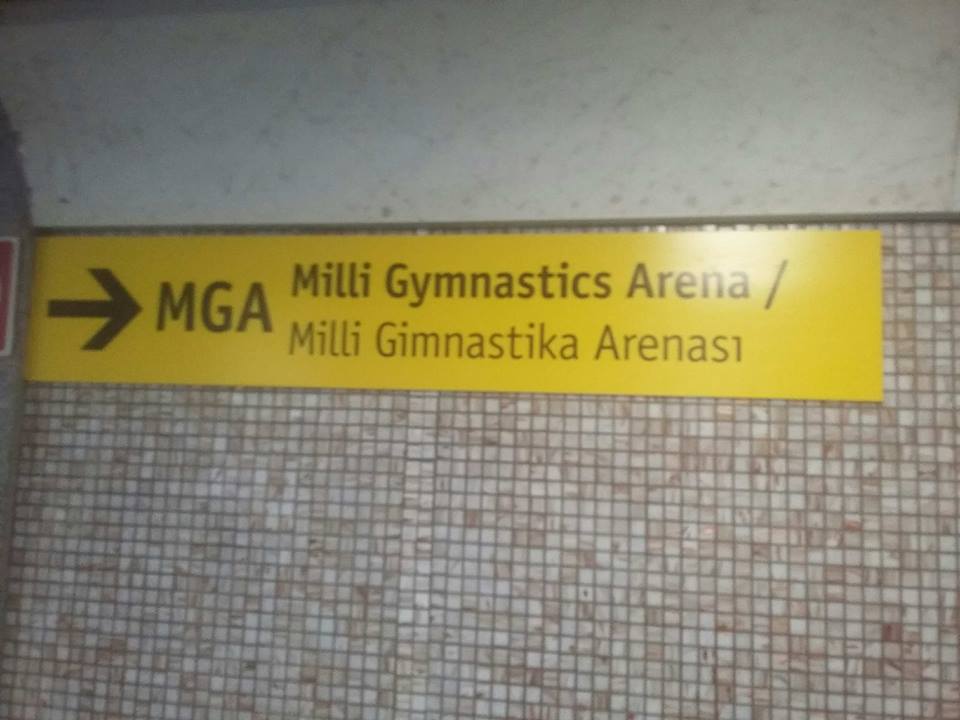 MGA
Milli Gymnastics Arena /
Milli Gimnastika Arenası